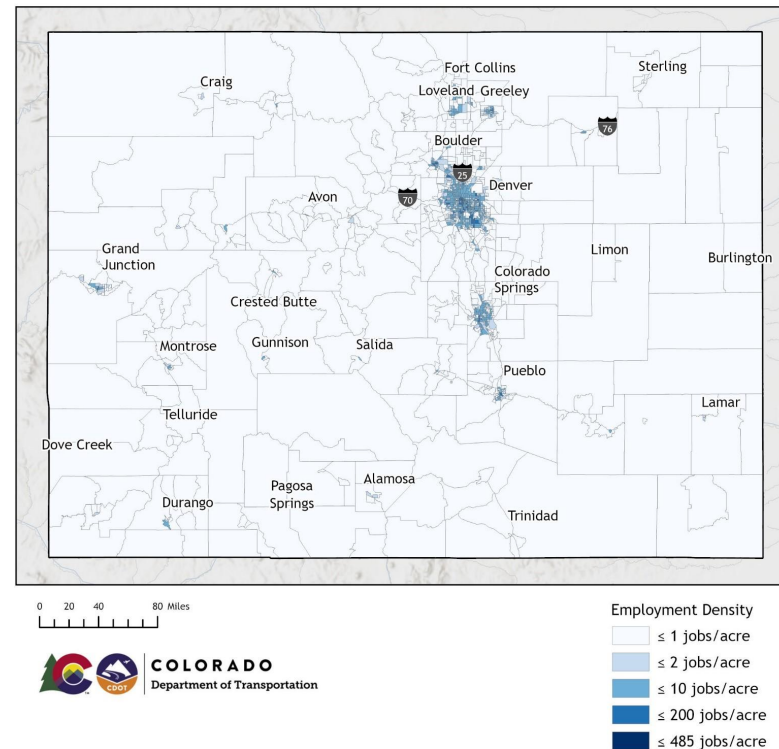 Fort Collins
Sterling
Craig
Loveland Greeley
76
Boulder
25
Denver
Avon
70
Grand
Junction
Limon
Burlington
Colorado
Springs
Crested Butte
Montrose
Gunnison
Salida
Pueblo
Telluride
Lamar
Dove Creek
Alamosa
Pagosa
Springs
Durango
Trinidad
0 20 40 80 Miles
Employment Density
≤ 1 jobs/acre
≤ 2 jobs/acre
≤ 10 jobs/acre
≤ 200 jobs/acre
≤ 485 jobs/acre
CDOT
COLORADO
Department of Transportation